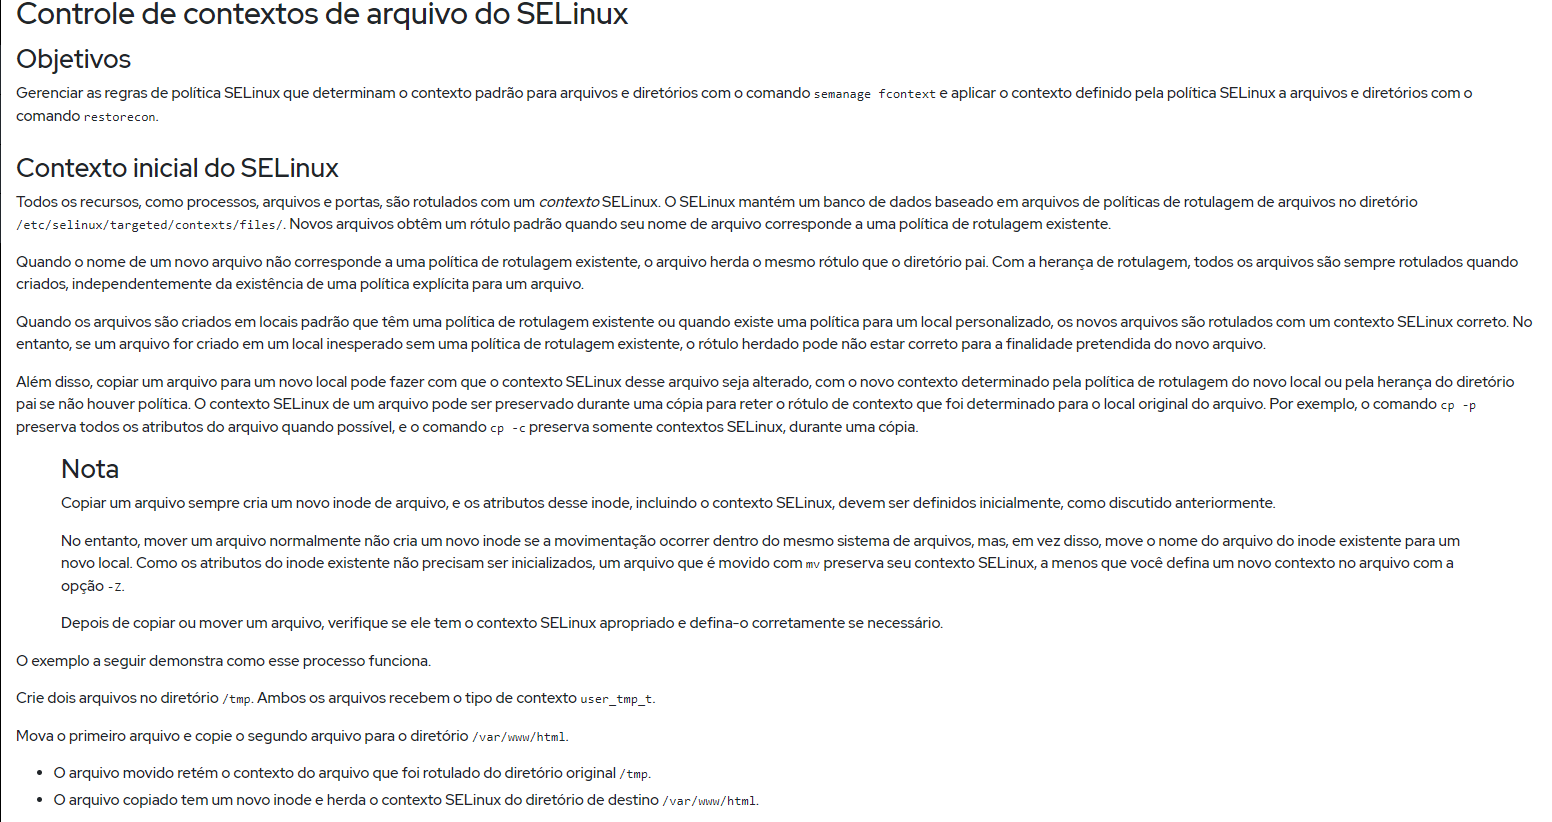 Controle de contextos de arquivo do SELinux
Objetivos
Gerenciar as regras de política SELinux que determinam o contexto padrão para arquivos e diretórios com o comando semanage fcontext e aplicar o contexto definido pela política SELinux a arquivos e diretórios com o
comando restorecon.
Contexto inicial do SELinux
Todos os recursos, como processos, arquivos e portas, são rotulados com um contexto SELinux. O SELinux mantém um banco de dados baseado em arquivos de políticas de rotulagem de arquivos no diretório
/etc/selinux/targeted/contexts/files/. Novos arquivos obtêm um rótulo padrão quando seu nome de arquivo corresponde a uma política de rotulagem existente.
Quando o nome de um novo arquivo não corresponde a uma política de rotulagem existente, o arquivo herda o mesmo rótulo que o diretório pai. Com a herança de rotulagem, todos os arquivos são sempre rotulados quando
criados, independentemente da existência de uma política explícita para um arquivo.
Quando os arquivos são criados em locais padrão que têm uma política de rotulagem existente ou quando existe uma política para um local personalizado, os novos arquivos são rotulados com um contexto SELinux correto. No
entanto, se um arquivo for criado em um local inesperado sem uma política de rotulagem existente, o rótulo herdado pode não estar correto para a finalidade pretendida do novo arquivo.
Além disso, copiar um arquivo para um novo local pode fazer com que o contexto SELinux desse arquivo seja alterado, com o novo contexto determinado pela política de rotulagem do novo local ou pela herança do diretório
pai se não houver política. O contexto SELinux de um arquivo pode ser preservado durante uma cópia para reter o rótulo de contexto que foi determinado para o local original do arquivo. Por exemplo, o comando cp -p
preserva todos os atributos do arquivo quando possível, e o comando cp -c preserva somente contextos SELinux, durante uma cópia.
Nota
Copiar um arquivo sempre cria um novo inode de arquivo, e os atributos desse inode, incluindo o contexto SELinux, devem ser definidos inicialmente, como discutido anteriormente.
No entanto, mover um arquivo normalmente não cria um novo inode se a movimentação ocorrer dentro do mesmo sistema de arquivos, mas, em vez disso, move o nome do arquivo do inode existente para um
novo local. Como os atributos do inode existente não precisam ser inicializados, um arquivo que é movido com mv preserva seu contexto SELinux, a menos que você defina um novo contexto no arquivo com a
opção -Z.
Depois de copiar ou mover um arquivo, verifique se ele tem o contexto SELinux apropriado e defina-o corretamente se necessário.
O exemplo a seguir demonstra como esse processo funciona.
Crie dois arquivos no diretório /tmp. Ambos os arquivos recebem o tipo de contexto user_tmp_t.
Mova o primeiro arquivo e copie o segundo arquivo para o diretório /var/www/html.
• O arquivo movido retém o contexto do arquivo que foi rotulado do diretório original /tmp.
• O arquivo copiado tem um novo inode e herda o contexto SELinux do diretório de destino /var/www/html.